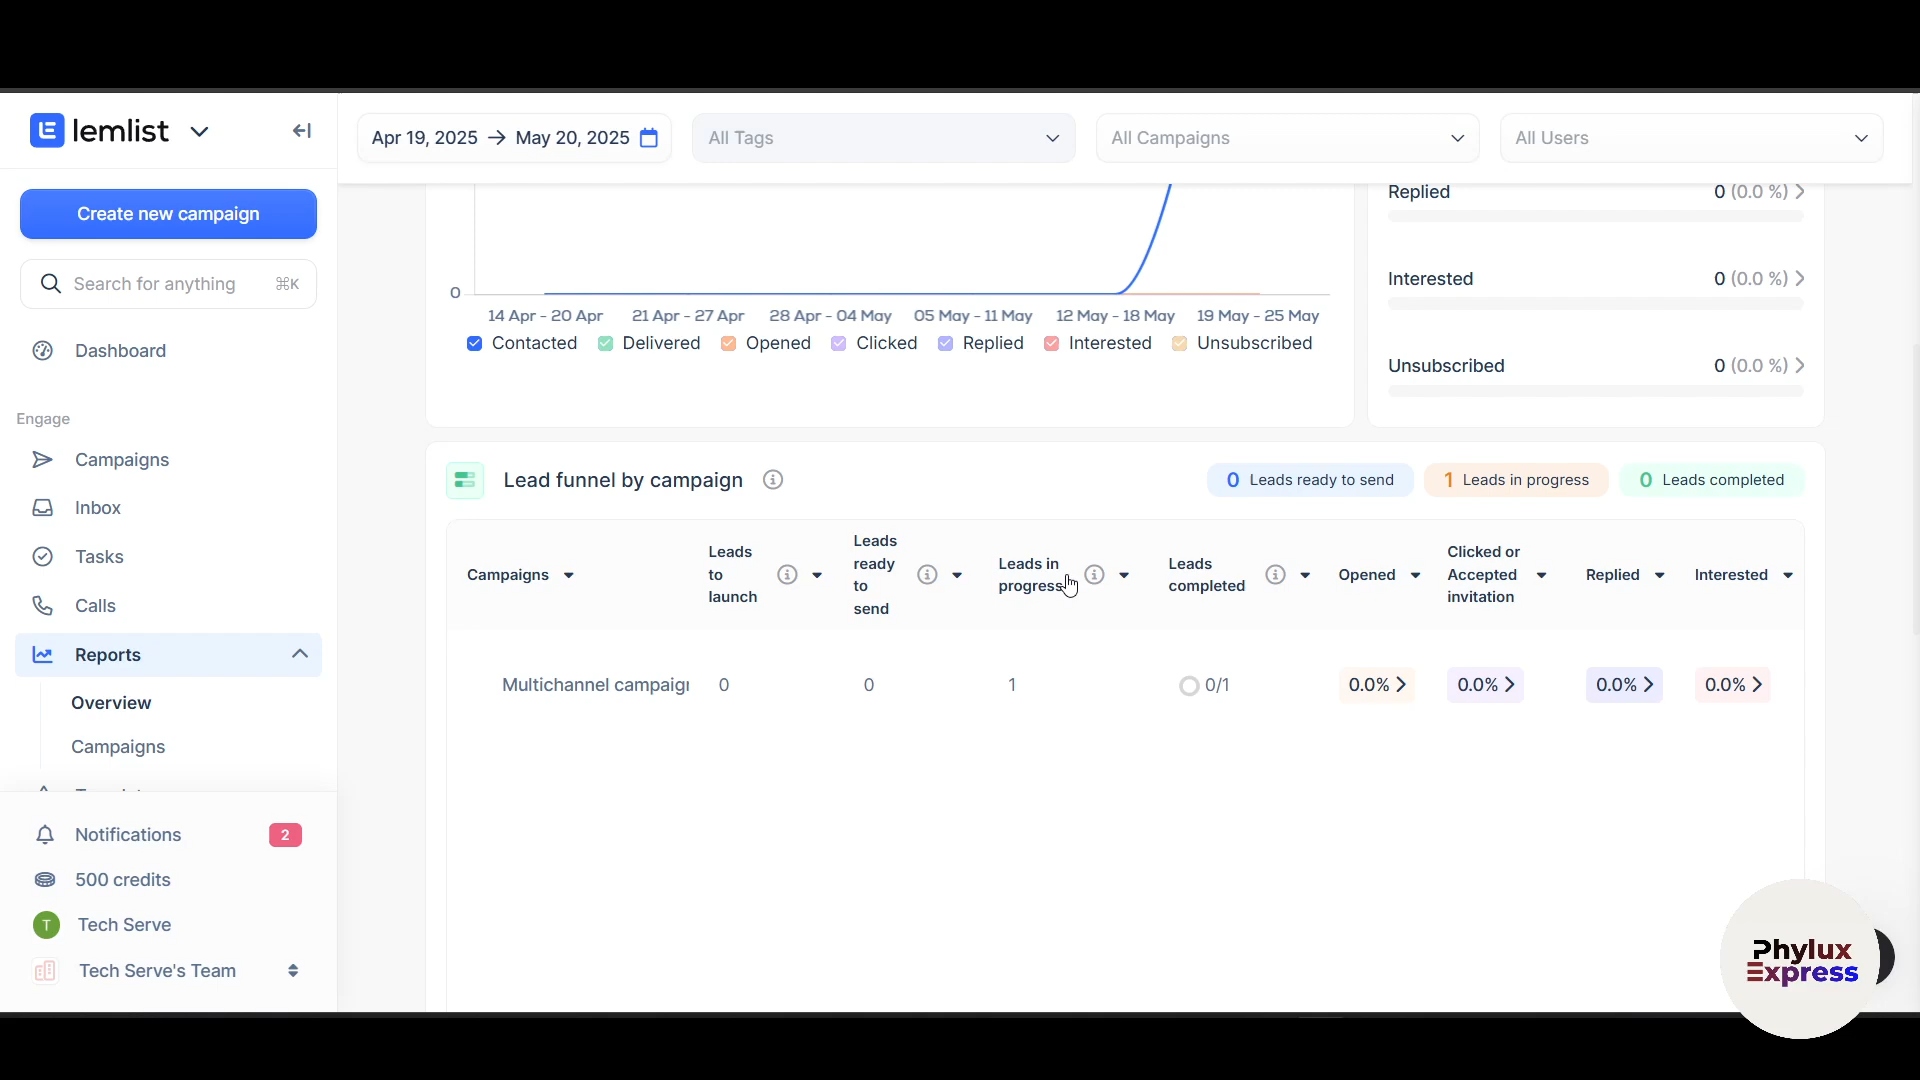 lemlist
Apr 19, 2025 → May 20, 2025
All Tags
All Campaigns
All Users
Create new campaign
Search for anything ⌘K
Dashboard
Engage
Campaigns
Inbox
Tasks
Calls
Reports
Overview
Campaigns
Notifications 2
500 credits
T Tech Serve
Tech Serve's Team
0
14 Apr - 20 Apr 21 Apr - 27 Apr 28 Apr - 04 May 05 May - 11 May 12 May - 18 May 19 May - 25 May
Contacted Delivered Opened Clicked Replied Interested Unsubscribed
Replied 0 (0.0 %)
Interested 0 (0.0 %)
Unsubscribed 0 (0.0 %)
Lead funnel by campaign
0 Leads ready to send 1 Leads in progress 0 Leads completed
Campaigns
Leads
to
launch
Leads
ready
to
send
Leads in
progress
Leads
completed
Opened
Clicked or
Accepted
invitation
Replied
Interested
Multichannel campaig 0 0 1 0/1 0.0% 0.0% 0.0% 0.0%
Phylux
Express